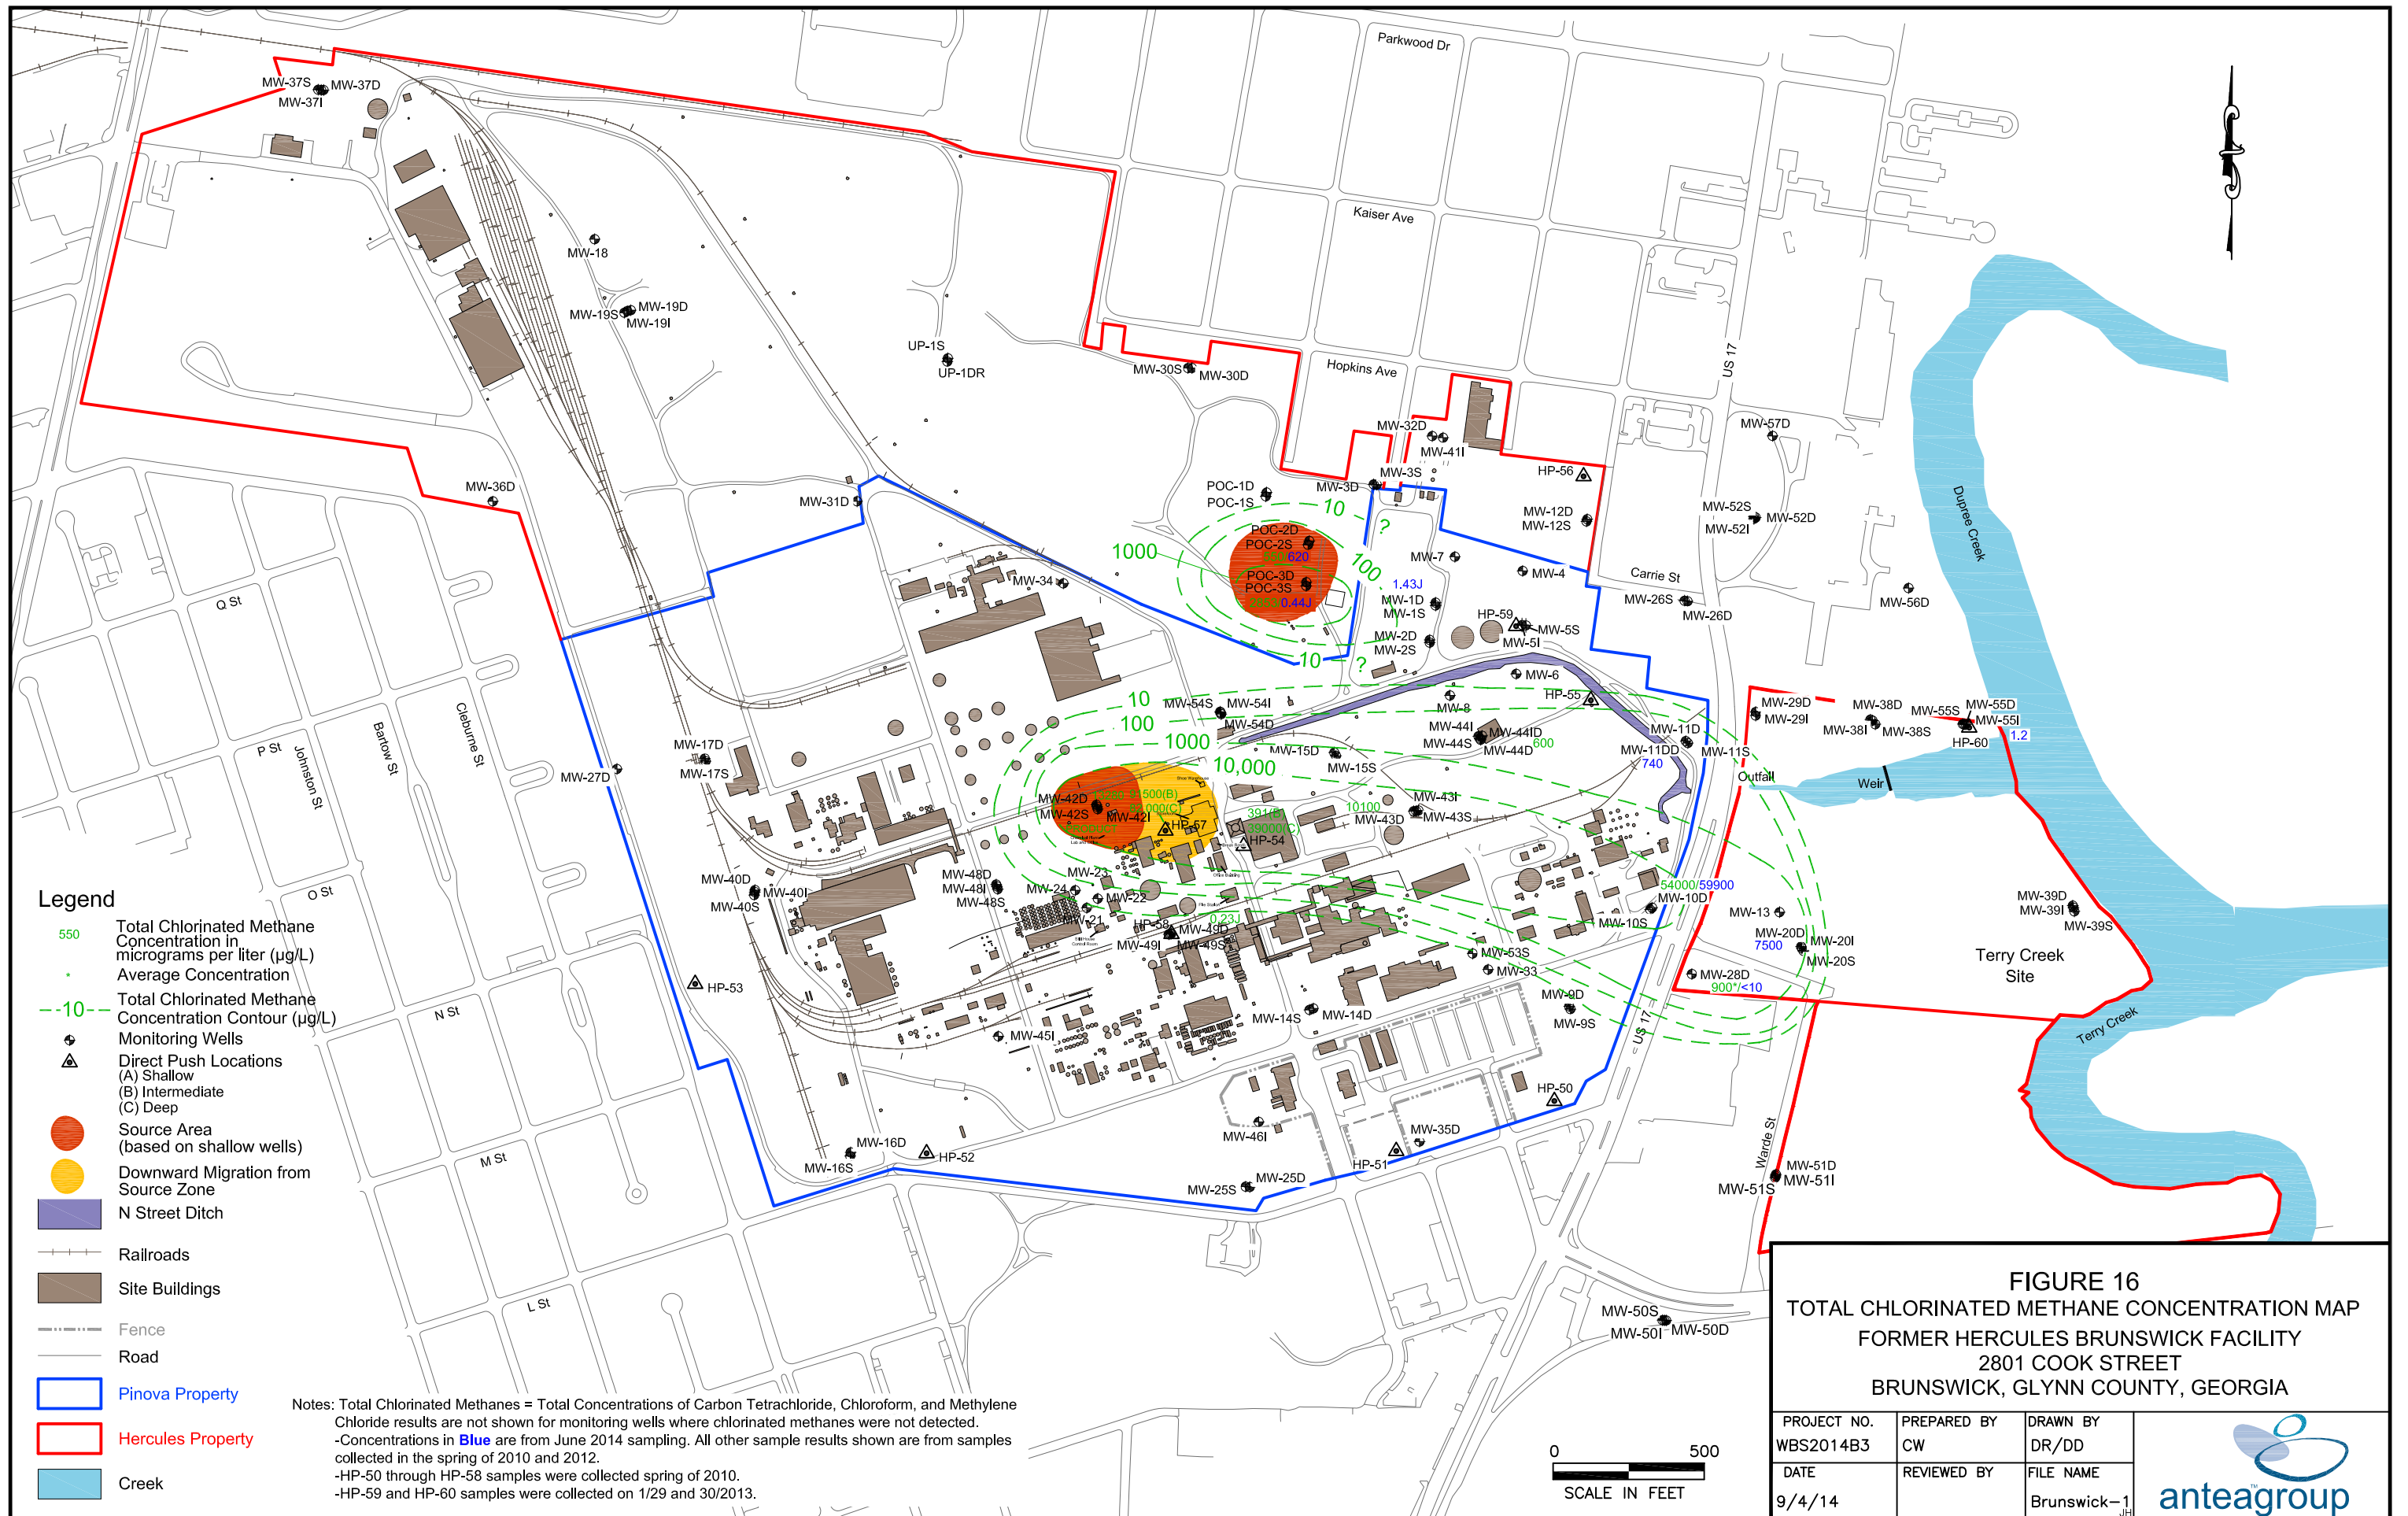 Parkwood Dr
MW-37S
MW-37D
MW-37I
Kaiser Ave
MW-18
MW-19S
MW-19D
MW-19I
UP-1S
UP-1DR
MW-30S
MW-30D
Hopkins Ave
US 17
MW-32D
MW-41I
MW-57D
HP-56
MW-3S
MW-3D
MW-36D
MW-31D
POC-1D
POC-1S
10
?
MW-12D
MW-12S
MW-52S
MW-52I
MW-52D
Dupree Creek
POC-2D
POC-2S
620
1000
100
MW-7
MW-34
POC-3D
POC-3S
0.44J
1.43J
MW-4
Carrie St
MW-1D
MW-1S
MW-26S
MW-26D
MW-56D
Q St
HP-59
MW-5S
MW-5I
MW-2D
MW-2S
10
?
MW-6
HP-55
10
100
1000
10,000
MW-54S
MW-54I
MW-54D
MW-8
MW-44I
MW-44ID
MW-44S
MW-44D
600
MW-11D
MW-11DD
MW-11S
740
MW-29D
MW-29I
MW-38D
MW-38I
MW-38S
MW-55S
MW-55D
MW-55I
HP-60
1.2
Outfall
Weir
P St
Johnston St
Bartow St
Cleburne St
MW-17D
MW-17S
MW-27D
MW-15D
MW-15S
MW-42D
MW-42S
MW-42I
HP-57
391(B)
39000(C)
HP-54
10100
MW-43I
MW-43D
MW-43S
O St
MW-40D
MW-40I
MW-40S
MW-48D
MW-48I
MW-48S
MW-23
MW-24
MW-22
MW-21
0.23J
HP-58
MW-49D
MW-49I
MW-49S
54000/59900
MW-10D
MW-10S
MW-13
MW-20D
7500
MW-20I
MW-20S
MW-39D
MW-39I
MW-39S
MW-53S
MW-33
MW-28D
900*/<10
Terry Creek
Site
HP-53
N St
MW-45I
MW-14S
MW-14D
MW-9D
MW-9S
US 17
Terry Creek
HP-50
MW-46I
MW-35D
HP-51
MW-16D
MW-16S
HP-52
M St
MW-25S
MW-25D
Warde St
MW-51D
MW-51I
MW-51S
L St
MW-50S
MW-50I
MW-50D
Legend
550
Total Chlorinated Methane
Concentration in
micrograms per liter (µg/L)
*
Average Concentration
10
Total Chlorinated Methane
Concentration Contour (µg/L)
Monitoring Wells
Direct Push Locations
(A) Shallow
(B) Intermediate
(C) Deep
Source Area
(based on shallow wells)
Downward Migration from
Source Zone
N Street Ditch
Railroads
Site Buildings
Fence
Road
Pinova Property
Hercules Property
Creek
Notes: Total Chlorinated Methanes = Total Concentrations of Carbon Tetrachloride, Chloroform, and Methylene
Chloride results are not shown for monitoring wells where chlorinated methanes were not detected.
-Concentrations in Blue are from June 2014 sampling. All other sample results shown are from samples
collected in the spring of 2010 and 2012.
-HP-50 through HP-58 samples were collected spring of 2010.
-HP-59 and HP-60 samples were collected on 1/29 and 30/2013.
0 500
SCALE IN FEET
FIGURE 16
TOTAL CHLORINATED METHANE CONCENTRATION MAP
FORMER HERCULES BRUNSWICK FACILITY
2801 COOK STREET
BRUNSWICK, GLYNN COUNTY, GEORGIA
PROJECT NO. PREPARED BY DRAWN BY
WBS2014B3 CW DR/DD
DATE REVIEWED BY FILE NAME
9/4/14 Brunswick-1
JH
anteagroup